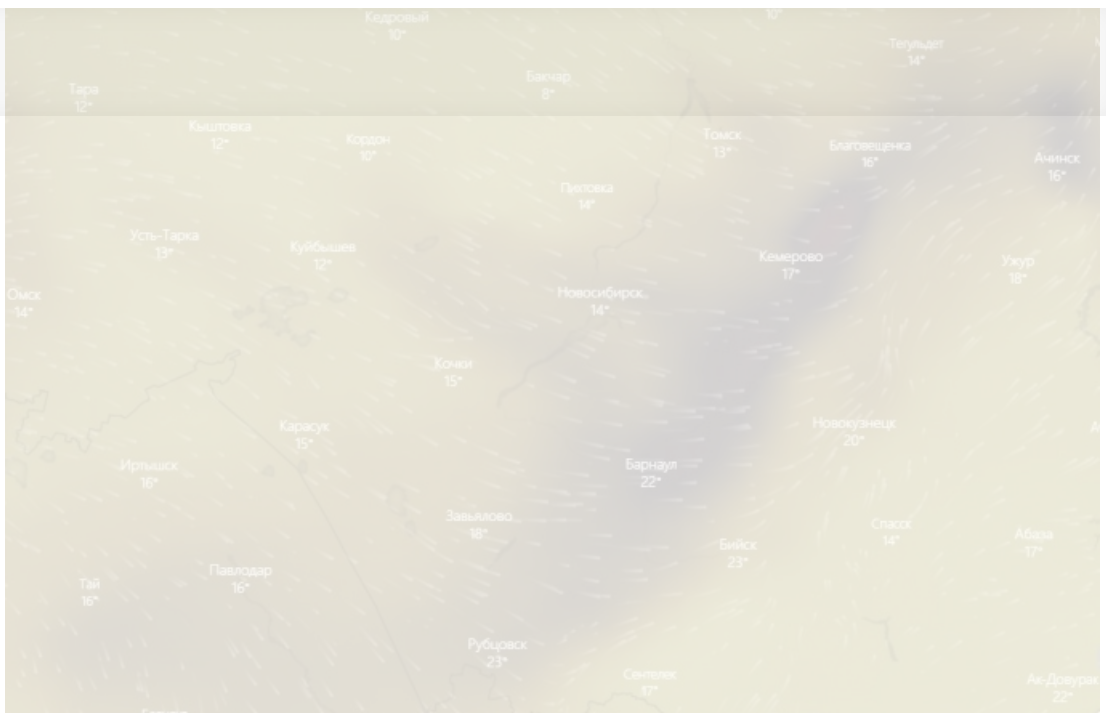 Кедровый
10°
10°
Тегульдет
14°
Бакчар
8°
Тара
12°
Кыштовка
12°
Кордон
10°
Томск
13°
Благовещенка
16°
Ачинск
16°
Пихтовка
14°
Усть-Тарка
13°
Куйбышев
12°
Кемерово
17°
Ужур
18°
Омск
14°
Новосибирск
14°
Кочки
15°
Карасук
15°
Новокузнецк
20°
Иртышск
16°
Барнаул
22°
Завьялово
18°
Спасск
14°
Бийск
23°
Абаза
17°
Тай
16°
Павлодар
16°
Рубцовск
23°
Сентелек
17°
Ак-Довурак
22°